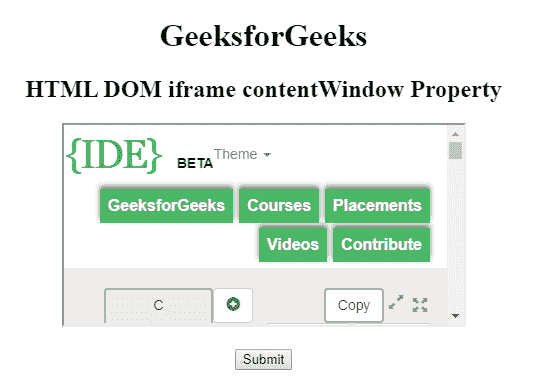 GeeksforGeeks
HTML DOM iframe contentWindow Property
{IDE} BETA Theme
GeeksforGeeks Courses Placements
Videos Contribute
C Copy
Submit